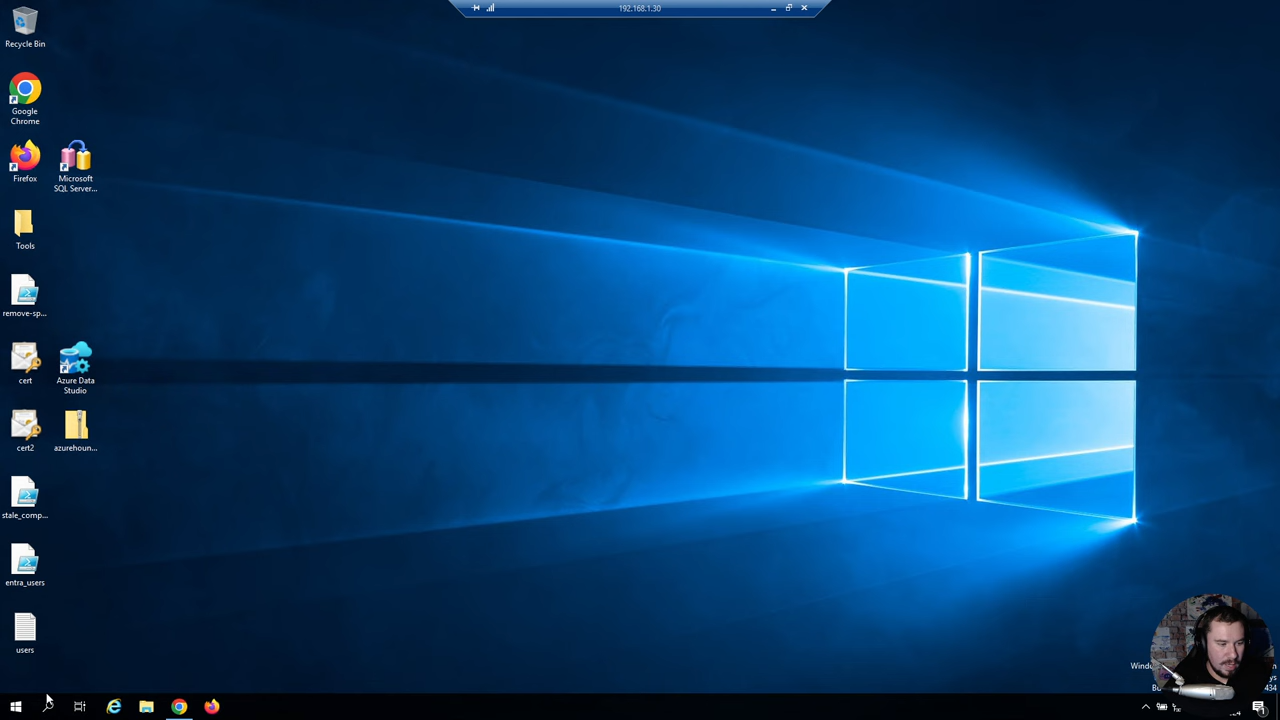 192.168.1.30
Recycle Bin
Google
Chrome
Firefox
Microsoft
SQL Server...
Tools
remove-sp...
cert
Azure Data
Studio
cert2
azurehoun...
stale_comp...
entra_users
users